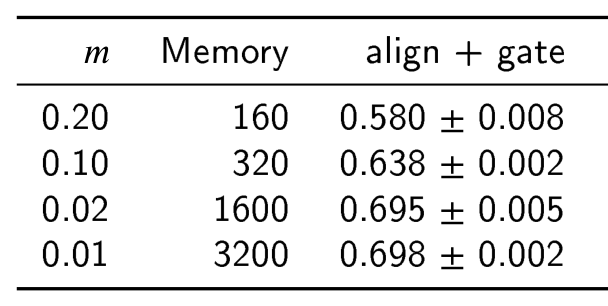 m Memory align + gate
0.20 160 0.580 ± 0.008
0.10 320 0.638 ± 0.002
0.02 1600 0.695 ± 0.005
0.01 3200 0.698 ± 0.002